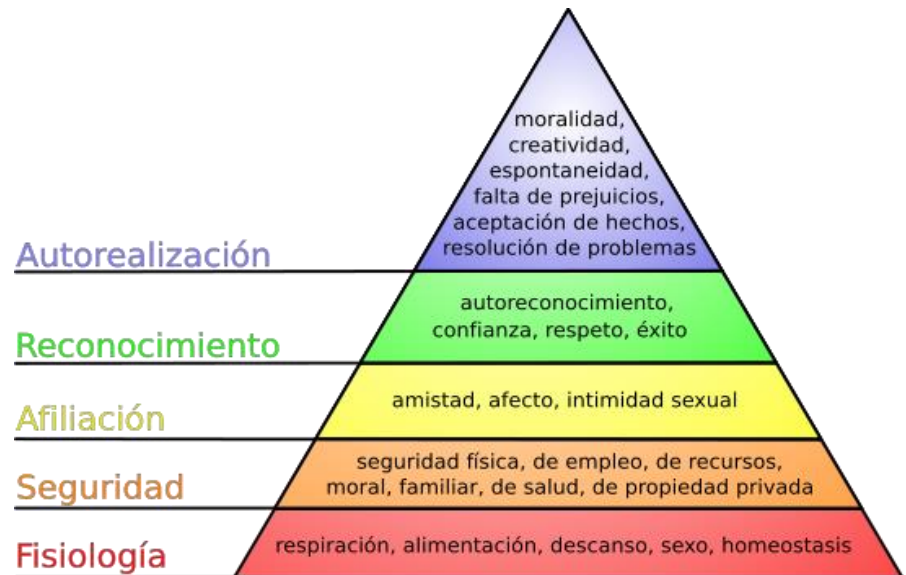 moralidad,
creatividad,
espontaneidad,
falta de prejuicios,
aceptación de hechos,
resolución de problemas
Autorealización
autoreconocimiento,
confianza, respeto, éxito
Reconocimiento
amistad, afecto, intimidad sexual
Afiliación
seguridad física, de empleo, de recursos,
moral, familiar, de salud, de propiedad privada
Seguridad
respiración, alimentación, descanso, sexo, homeostasis
Fisiología